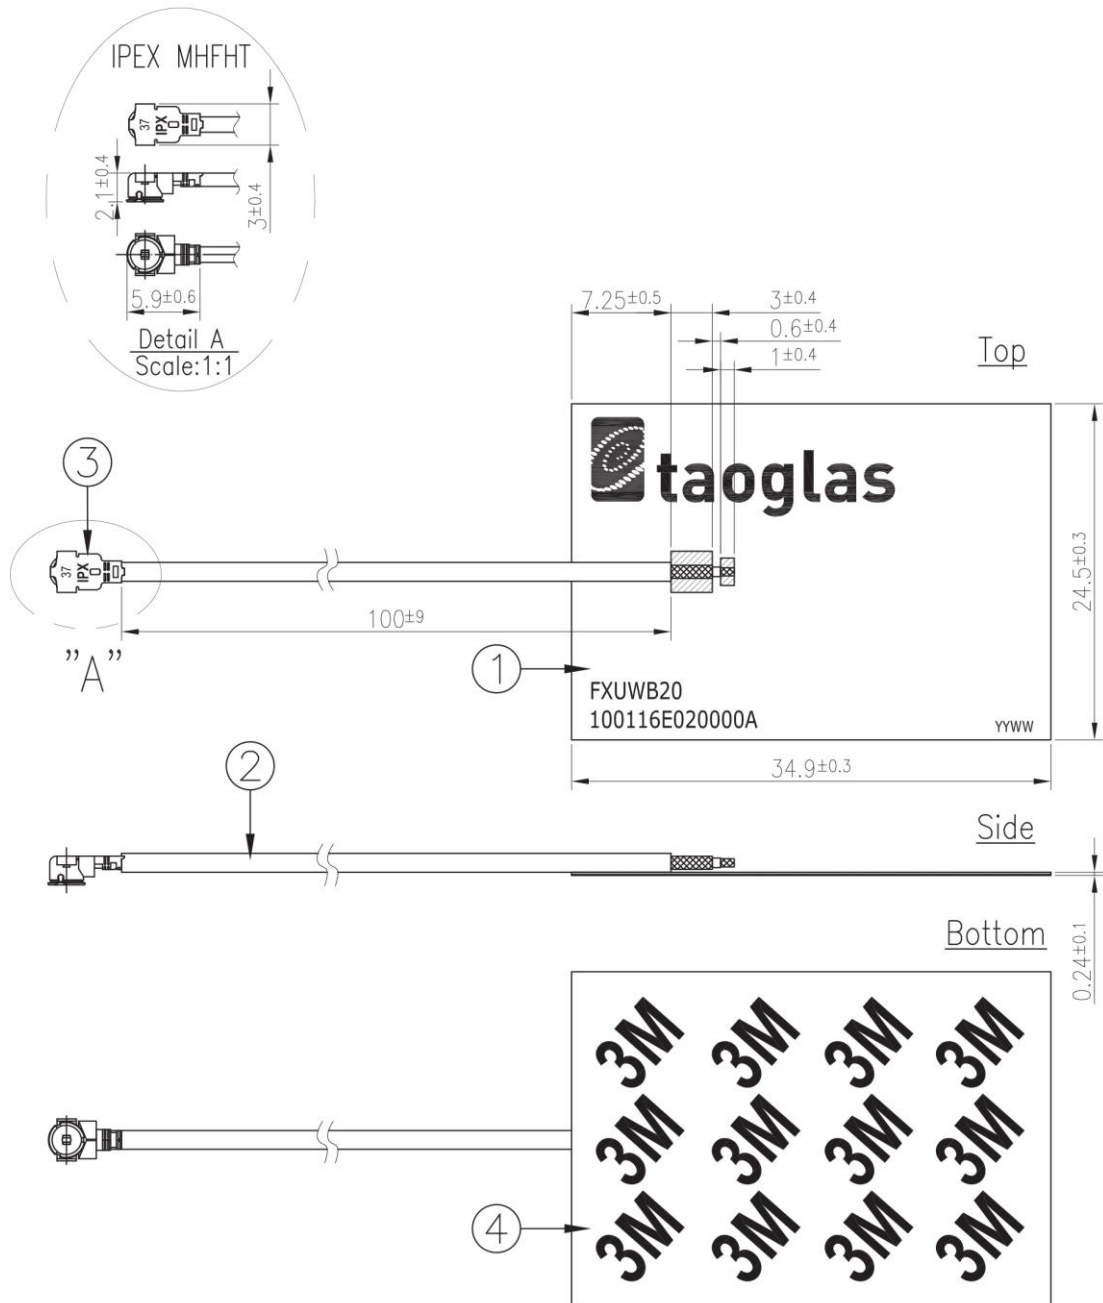 IPEX MHFHT
37
IPX
2.1±0.4
3±0.4
5.9±0.6
Detail A
Scale:1:1
7.25±0.5
3±0.4
0.6±0.4
1±0.4
Top
taoglas
3
37
IPX
100±9
24.5±0.3
"A"
1
FXUWB20
100116E020000A
YYWW
34.9±0.3
2
Side
Bottom
0.24±0.1
3M 3M 3M 3M
3M 3M 3M 3M
4
3M 3M 3M 3M